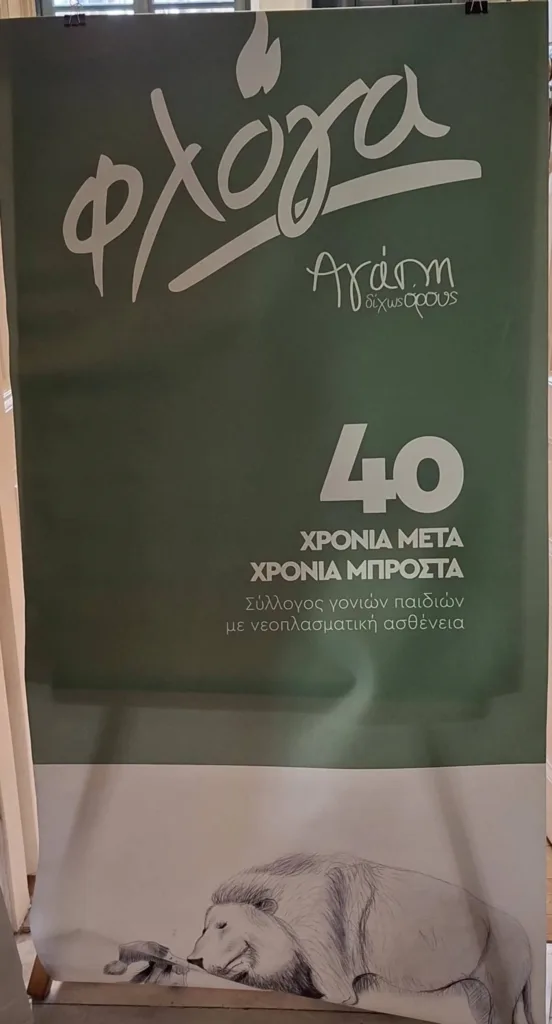 φλόγα
Αγάπη
δίχως όρους
40
ΧΡΟΝΙΑ ΜΕΤΑ
ΧΡΟΝΙΑ ΜΠΡΟΣΤΑ
Σύλλογος γονιών παιδιών
με νεοπλασματική ασθένεια